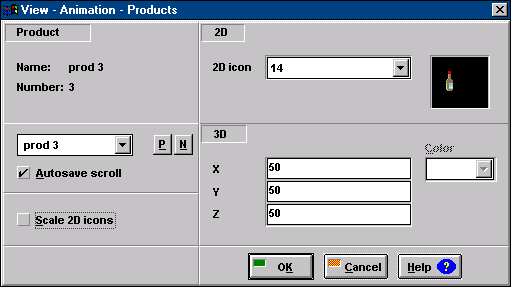 View - Animation - Products
Product
Name: prod 3
Number: 3
prod 3
P N
Autosave scroll
Scale 2D icons
2D
2D icon 14
3D
X 50
Y 50
Z 50
Color
OK Cancel Help ?